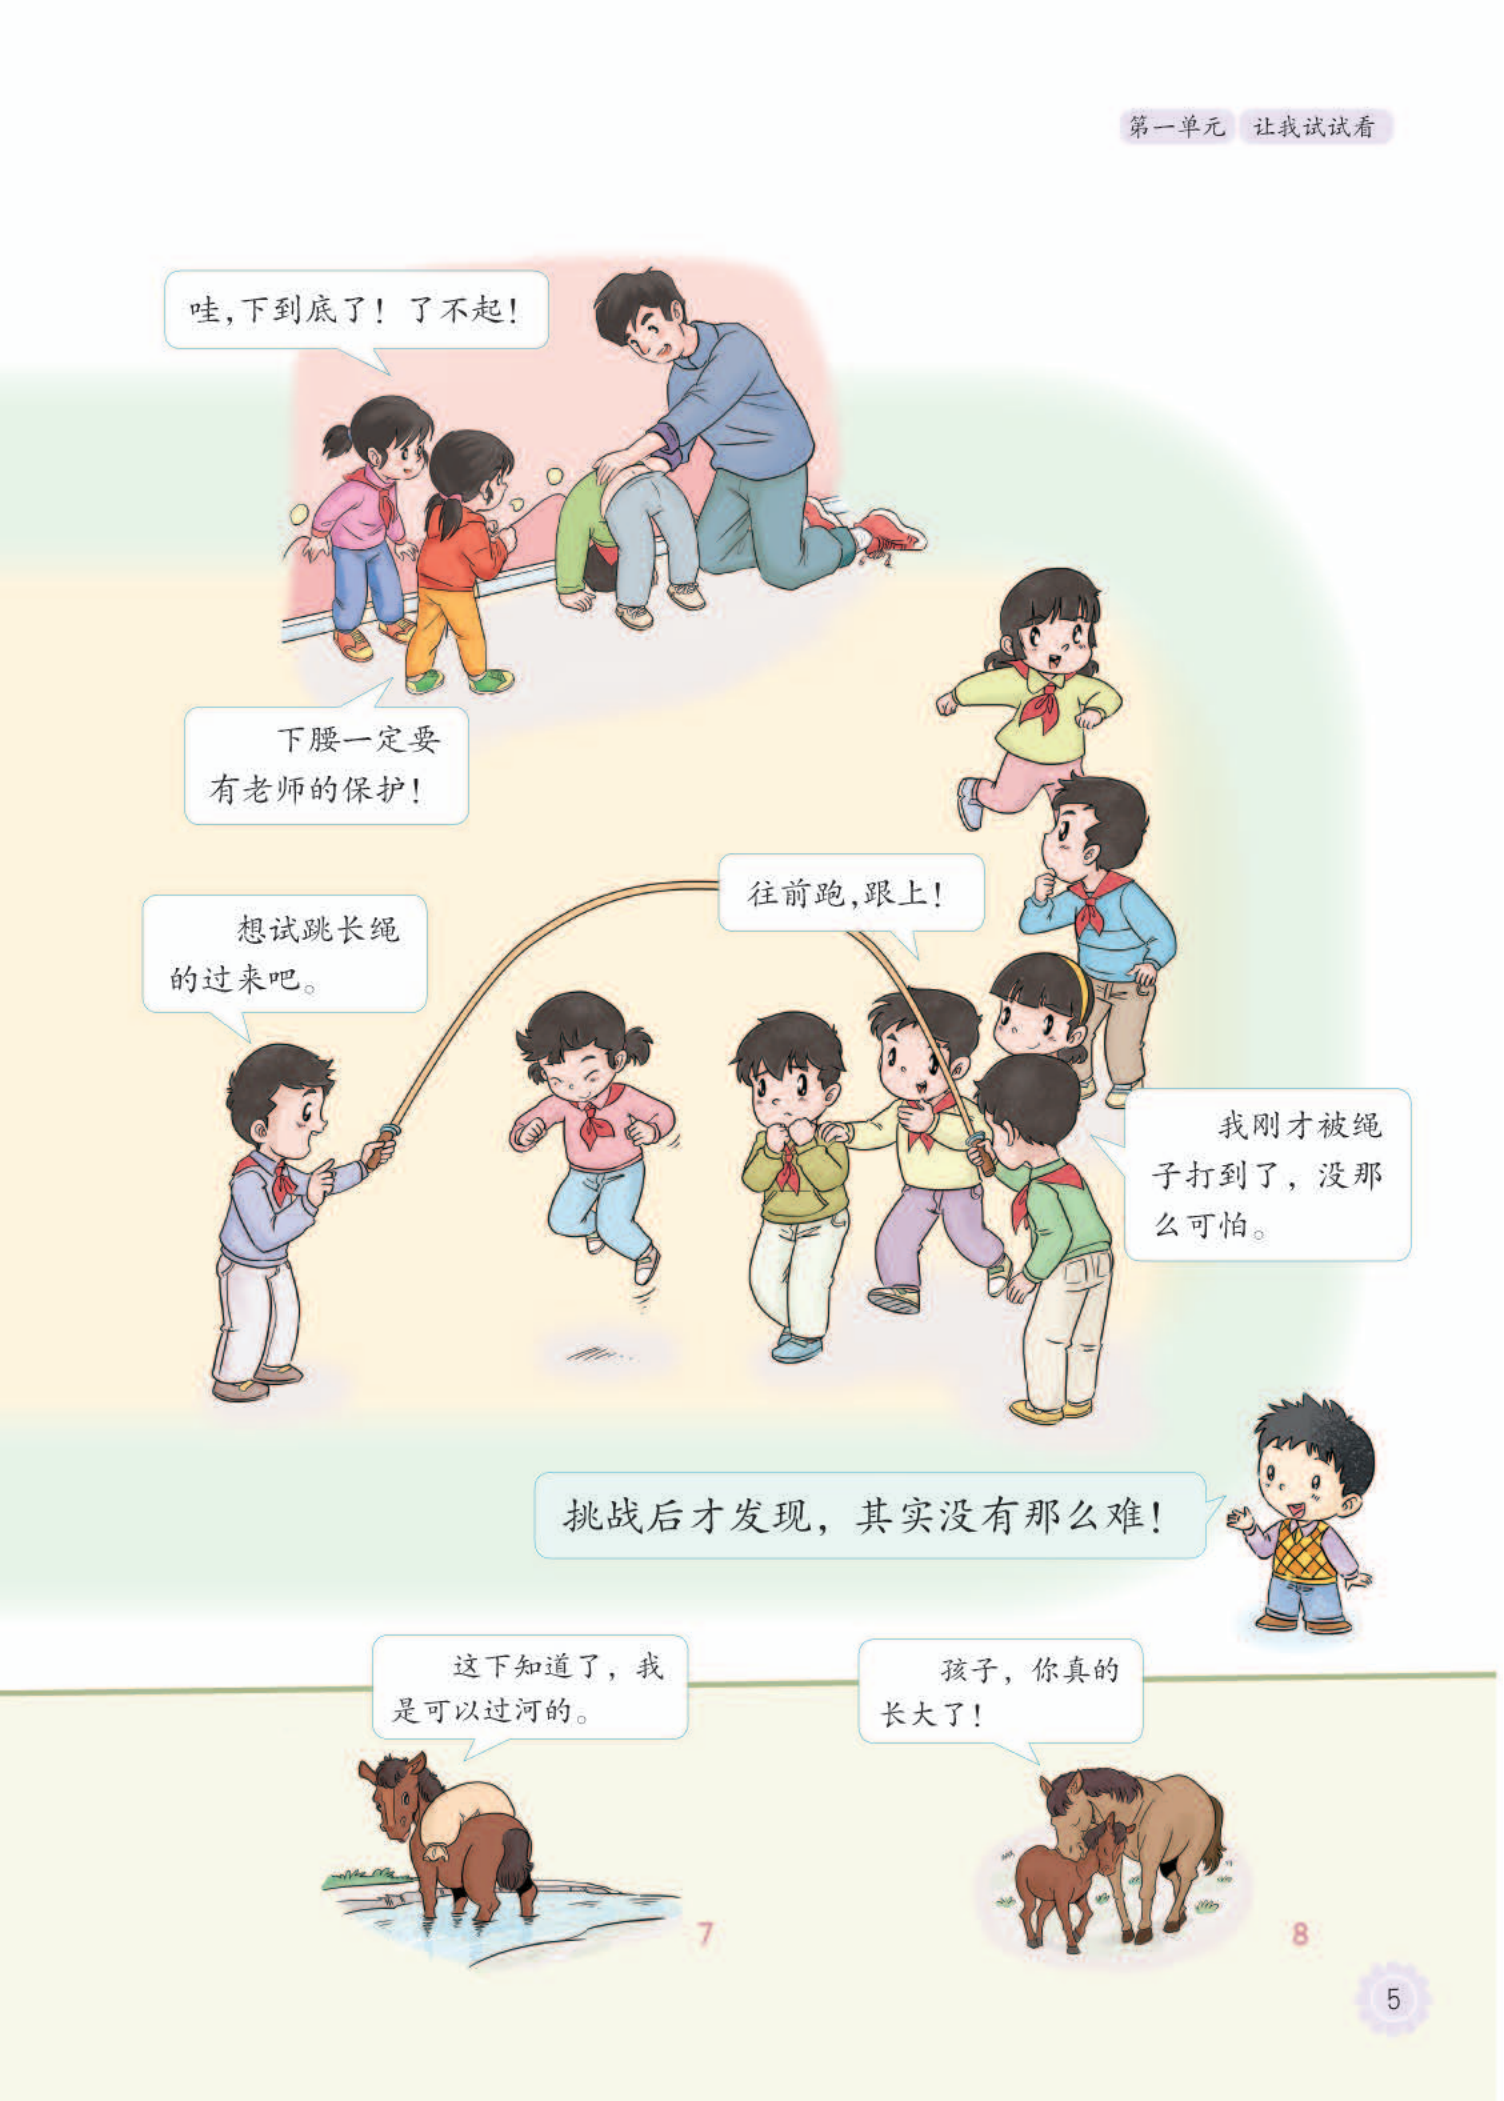 第一单元 让我试试看
哇,下到底了！了不起！
下腰一定要
有老师的保护！
往前跑,跟上！
想试跳长绳
的过来吧。
我刚才被绳
子打到了，没那
么可怕。
挑战后才发现，其实没有那么难！
这下知道了，我
是可以过河的。
孩子，你真的
长大了！
7
8
5